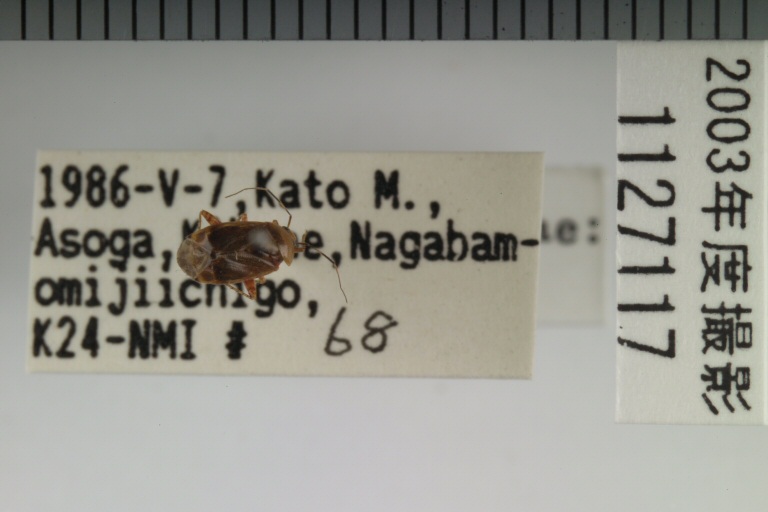 1986-V-7,Kato M.,
Asoga, Nagabam-
omijiichigo,
K24-NMI # 68
2003年度撮影
1127117